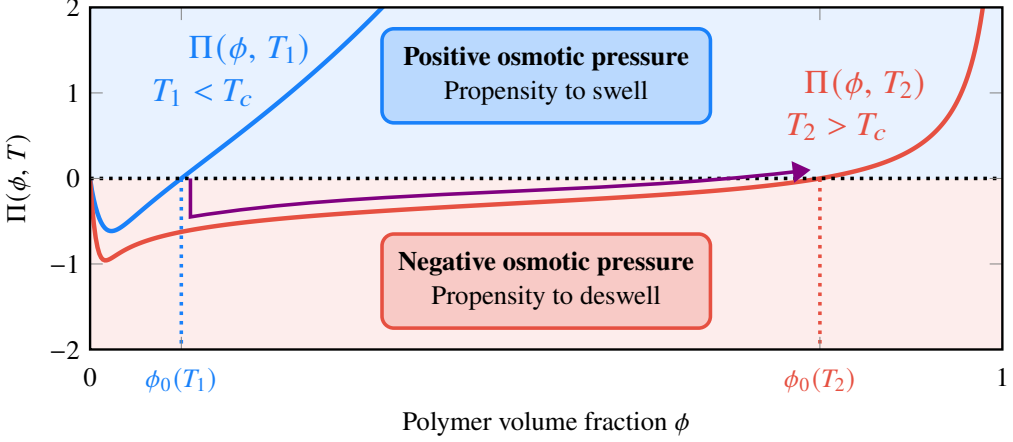 2
1
0
−1
−2
Π(ϕ, T)
Π(ϕ, T₁)
T₁ < T_c
Positive osmotic pressure
Propensity to swell
Π(ϕ, T₂)
T₂ > T_c
Negative osmotic pressure
Propensity to deswell
0
ϕ₀(T₁)
ϕ₀(T₂)
1
Polymer volume fraction ϕ